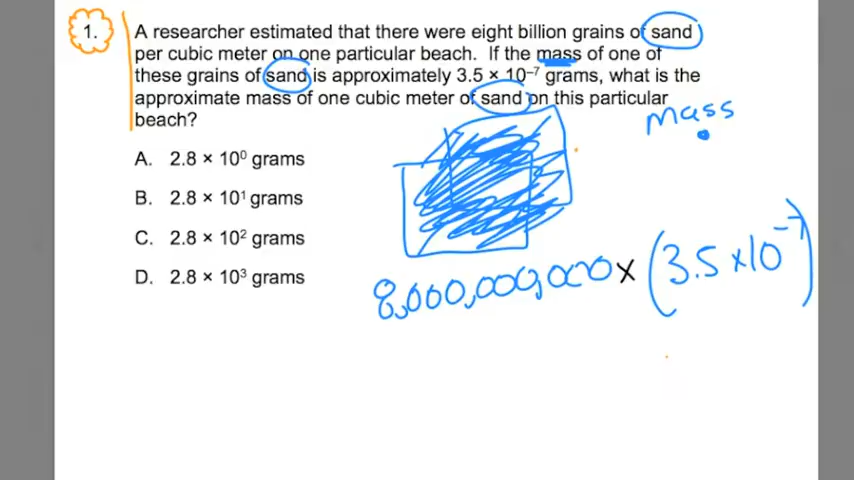 1. A researcher estimated that there were eight billion grains of sand
per cubic meter on one particular beach. If the mass of one of
these grains of sand is approximately 3.5 × 10⁻⁷ grams, what is the
approximate mass of one cubic meter of sand on this particular
beach?
mass
A. 2.8 × 10⁰ grams
B. 2.8 × 10¹ grams
C. 2.8 × 10² grams
D. 2.8 × 10³ grams
8,000,000,000 × (3.5 × 10⁻⁷)